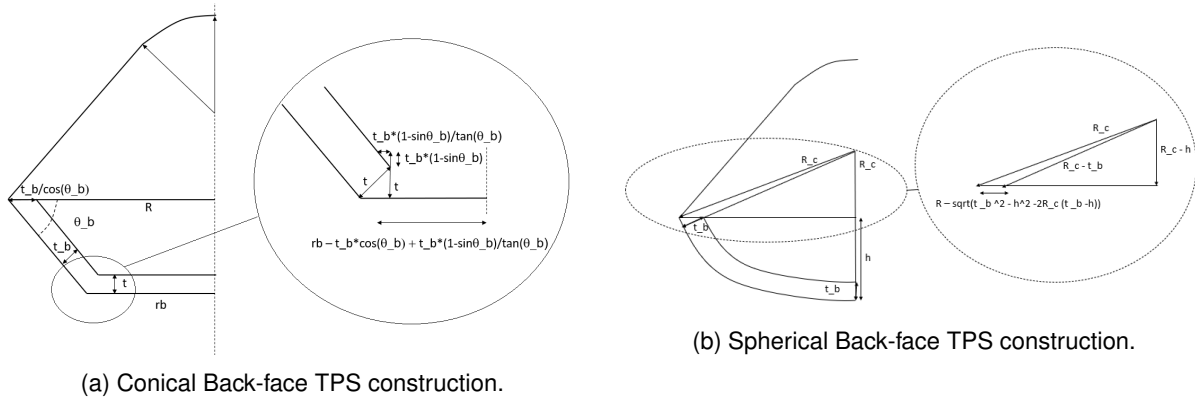 t_b/cos(θ_b)
R
θ_b
t_b
t
rb
t_b*(1-sinθ_b)/tan(θ_b)
t_b*(1-sinθ_b)
t
t
rb – t_b*cos(θ_b) + t_b*(1-sinθ_b)/tan(θ_b)
(a) Conical Back-face TPS construction.
R_c
R_c
t_b
h
t_b
R_c
R_c - h
R_c - t_b
R – sqrt(t_b ^2 - h^2 -2R_c (t_b -h))
(b) Spherical Back-face TPS construction.